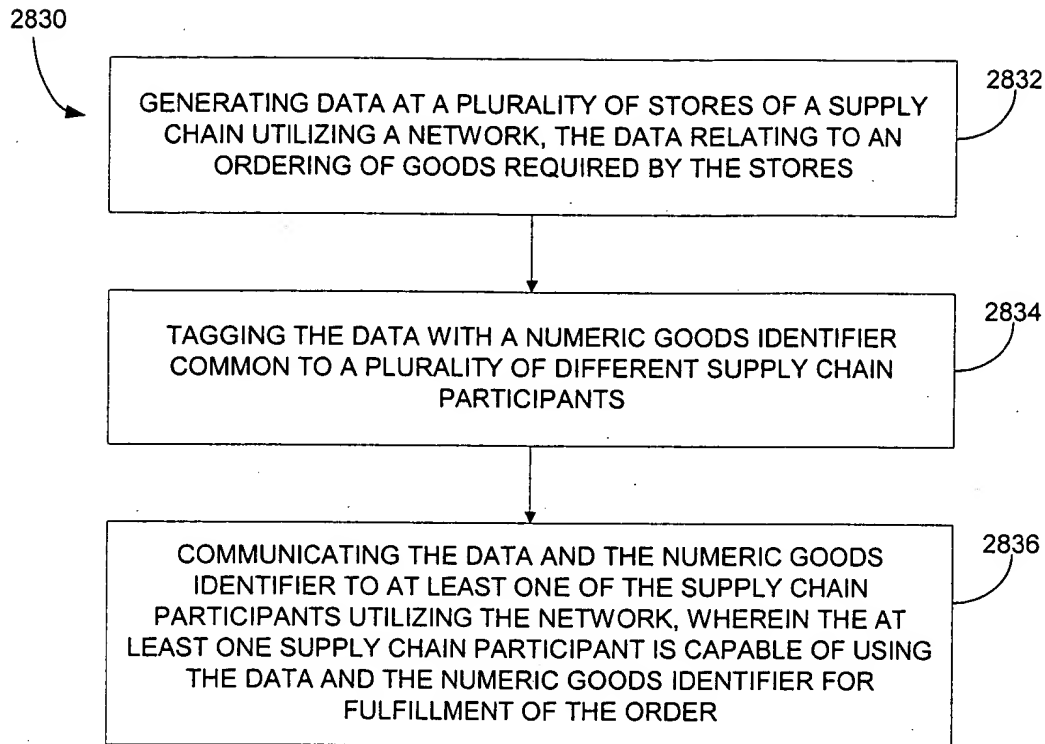 2830
2832
GENERATING DATA AT A PLURALITY OF STORES OF A SUPPLY
CHAIN UTILIZING A NETWORK, THE DATA RELATING TO AN
ORDERING OF GOODS REQUIRED BY THE STORES
2834
TAGGING THE DATA WITH A NUMERIC GOODS IDENTIFIER
COMMON TO A PLURALITY OF DIFFERENT SUPPLY CHAIN
PARTICIPANTS
2836
COMMUNICATING THE DATA AND THE NUMERIC GOODS
IDENTIFIER TO AT LEAST ONE OF THE SUPPLY CHAIN
PARTICIPANTS UTILIZING THE NETWORK, WHEREIN THE AT
LEAST ONE SUPPLY CHAIN PARTICIPANT IS CAPABLE OF USING
THE DATA AND THE NUMERIC GOODS IDENTIFIER FOR
FULFILLMENT OF THE ORDER